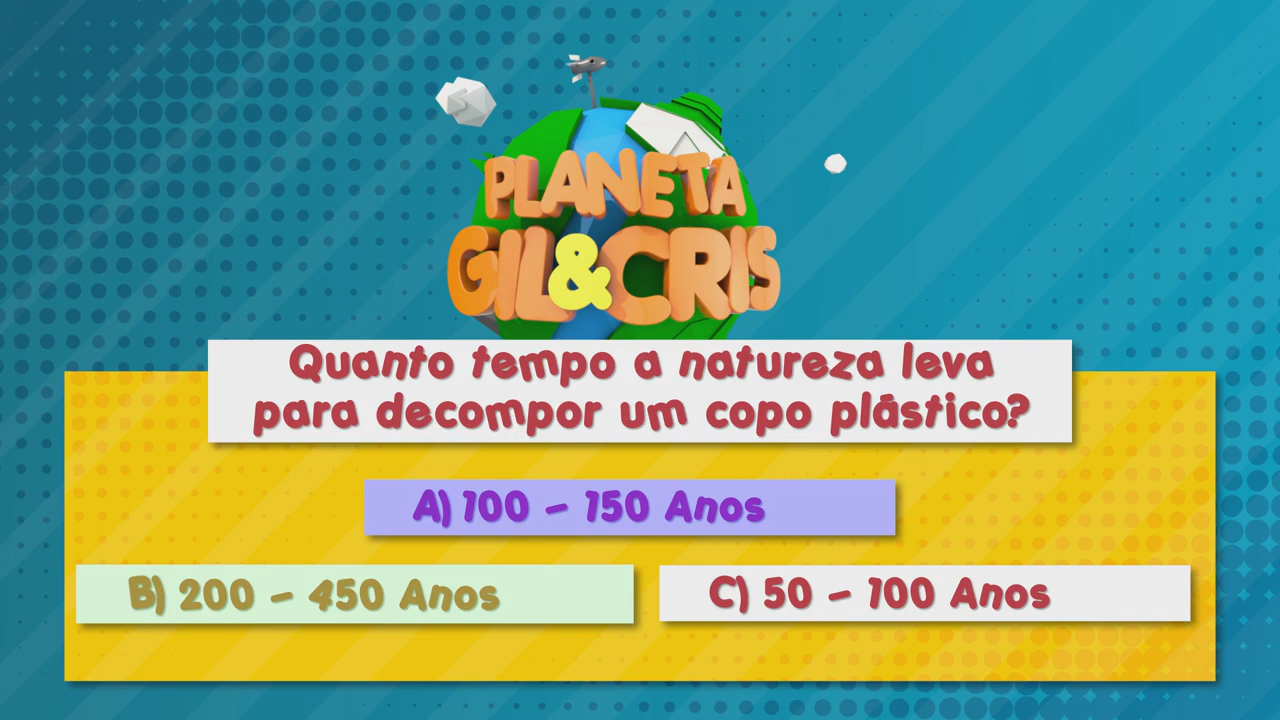 PLANETA
GIL&CRIS
Quanto tempo a natureza leva
para decompor um copo plástico?
A) 100 - 150 Anos
B) 200 - 450 Anos
C) 50 - 100 Anos